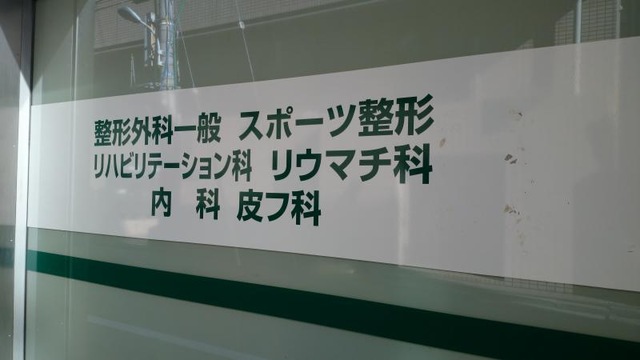 整形外科一般 スポーツ整形
リハビリテーション科 リウマチ科
内 科 皮フ科